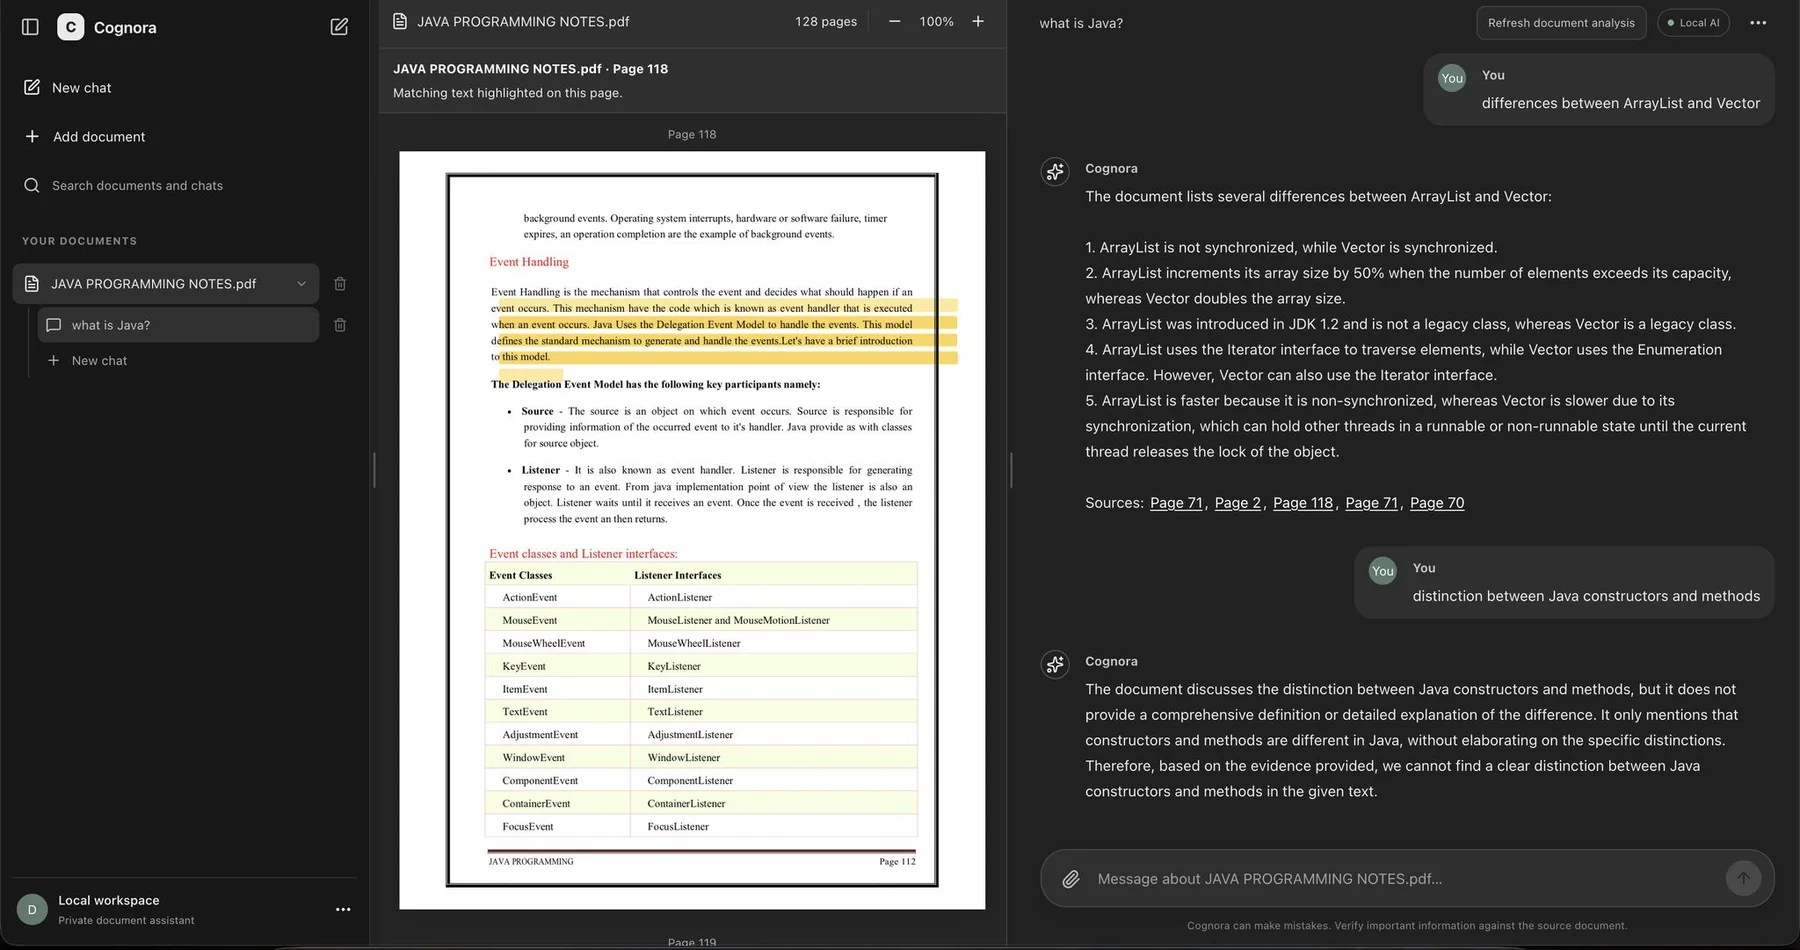 C Cognora
New chat
Add document
Search documents and chats
YOUR DOCUMENTS
JAVA PROGRAMMING NOTES.pdf
what is Java?
New chat
D
Local workspace
Private document assistant
JAVA PROGRAMMING NOTES.pdf
128 pages
100%
JAVA PROGRAMMING NOTES.pdf · Page 118
Matching text highlighted on this page.
Page 118
background events. Operating system interrupts, hardware or software failure, timer
expires, an operation completion are the example of background events.
Event Handling
Event Handling is the mechanism that controls the event and decides what should happen if an
event occurs. This mechanism have the code which is known as event handler that is executed
when an event occurs. Java Uses the Delegation Event Model to handle the events. This model
defines the standard mechanism to generate and handle the events.Let's have a brief introduction
to this model.
The Delegation Event Model has the following key participants namely:
• Source - The source is an object on which event occurs. Source is responsible for
providing information of the occurred event to it's handler. Java provide as with classes
for source object.
• Listener - It is also known as event handler. Listener is responsible for generating
response to an event. From java implementation point of view the listener is also an
object. Listener waits until it receives an event. Once the event is received , the listener
process the event an then returns.
Event classes and Listener interfaces:
Event Classes Listener Interfaces
ActionEvent ActionListener
MouseEvent MouseListener and MouseMotionListener
MouseWheelEvent MouseWheelListener
KeyEvent KeyListener
ItemEvent ItemListener
TextEvent TextListener
AdjustmentEvent AdjustmentListener
WindowEvent WindowListener
ComponentEvent ComponentListener
ContainerEvent ContainerListener
FocusEvent FocusListener
JAVA PROGRAMMING Page 112
Page 119
what is Java?
Refresh document analysis
Local AI
You
You
differences between ArrayList and Vector
Cognora
The document lists several differences between ArrayList and Vector:
1. ArrayList is not synchronized, while Vector is synchronized.
2. ArrayList increments its array size by 50% when the number of elements exceeds its capacity,
whereas Vector doubles the array size.
3. ArrayList was introduced in JDK 1.2 and is not a legacy class, whereas Vector is a legacy class.
4. ArrayList uses the Iterator interface to traverse elements, while Vector uses the Enumeration
interface. However, Vector can also use the Iterator interface.
5. ArrayList is faster because it is non-synchronized, whereas Vector is slower due to its
synchronization, which can hold other threads in a runnable or non-runnable state until the current
thread releases the lock of the object.
Sources: Page 71, Page 2, Page 118, Page 71, Page 70
You
You
distinction between Java constructors and methods
Cognora
The document discusses the distinction between Java constructors and methods, but it does not
provide a comprehensive definition or detailed explanation of the difference. It only mentions that
constructors and methods are different in Java, without elaborating on the specific distinctions.
Therefore, based on the evidence provided, we cannot find a clear distinction between Java
constructors and methods in the given text.
Message about JAVA PROGRAMMING NOTES.pdf...
Cognora can make mistakes. Verify important information against the source document.